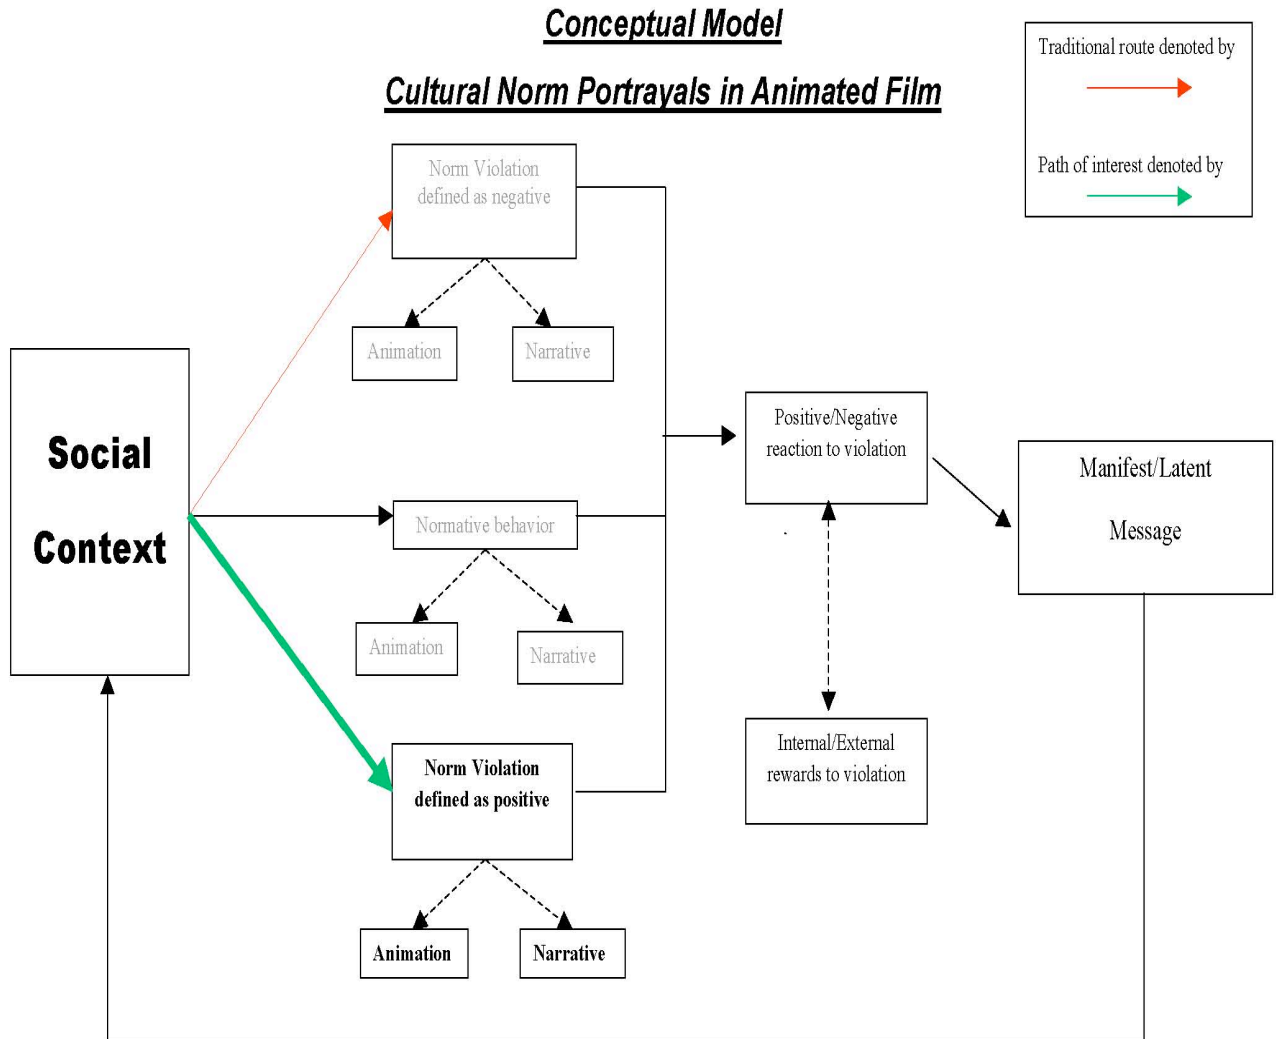 Conceptual Model
Cultural Norm Portrayals in Animated Film
Traditional route denoted by
Path of interest denoted by
Norm Violation
defined as negative
Animation
Narrative
Social
Context
Normative behavior
Animation
Narrative
Norm Violation
defined as positive
Animation
Narrative
Positive/Negative
reaction to violation
Internal/External
rewards to violation
Manifest/Latent
Message